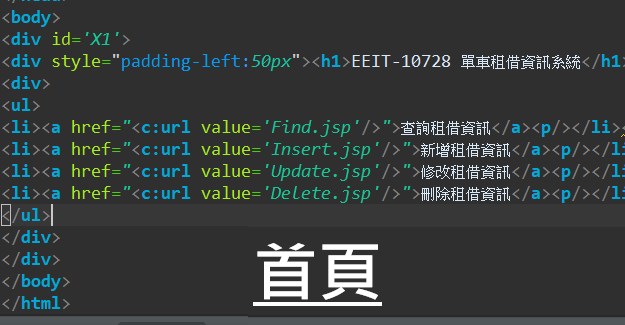 <body>
<div id='X1'>
<div style="padding-left:50px"><h1>EEIT-10728 單車租借資訊系統</h1
<div>
<ul>
<li><a href="<c:url value='Find.jsp'/>">查詢租借資訊</a><p/></li>
<li><a href="<c:url value='Insert.jsp'/>">新增租借資訊</a><p/></li
<li><a href="<c:url value='Update.jsp'/>">修改租借資訊</a><p/></li
<li><a href="<c:url value='Delete.jsp'/>">刪除租借資訊</a><p/></li
</ul>
</div>
</div>
</body>
</html>
首頁